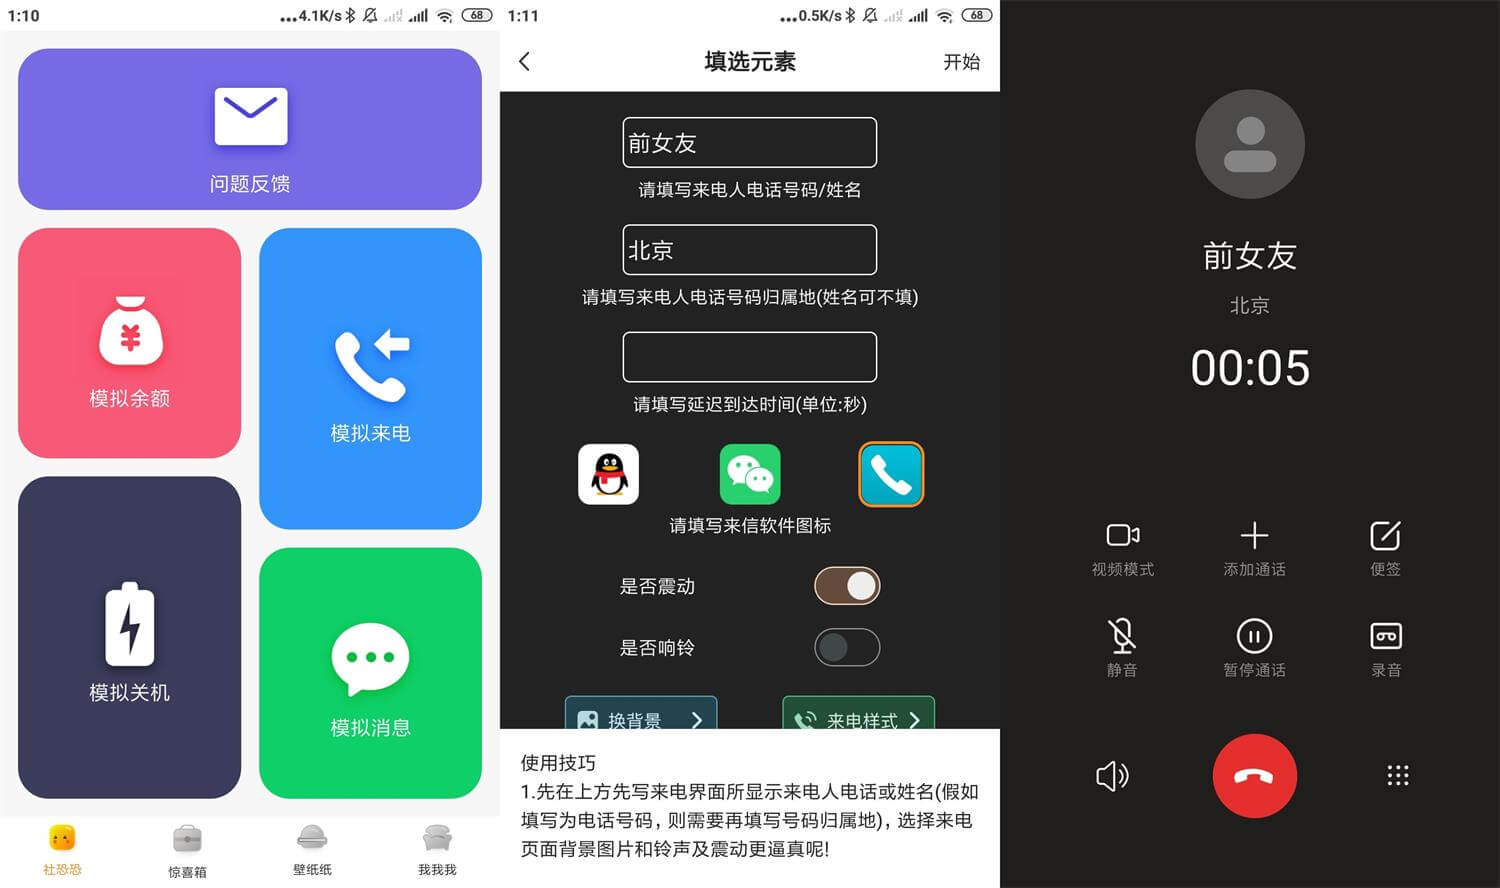 1:10
4.1K/s
68
问题反馈
模拟余额
模拟来电
模拟关机
模拟消息
社恐恐
惊喜箱
壁纸纸
我我我
1:11
0.5K/s
68
填选元素
开始
前女友
请填写来电人电话号码/姓名
北京
请填写来电人电话号码归属地(姓名可不填)
请填写延迟到达时间(单位:秒)
请填写来信软件图标
是否震动
是否响铃
换背景
来电样式
使用技巧
1.先在上方先写来电界面所显示来电人电话或姓名(假如
填写为电话号码，则需要再填写号码归属地)，选择来电
页面背景图片和铃声及震动更逼真呢!
前女友
北京
00:05
视频模式
添加通话
便签
静音
暂停通话
录音